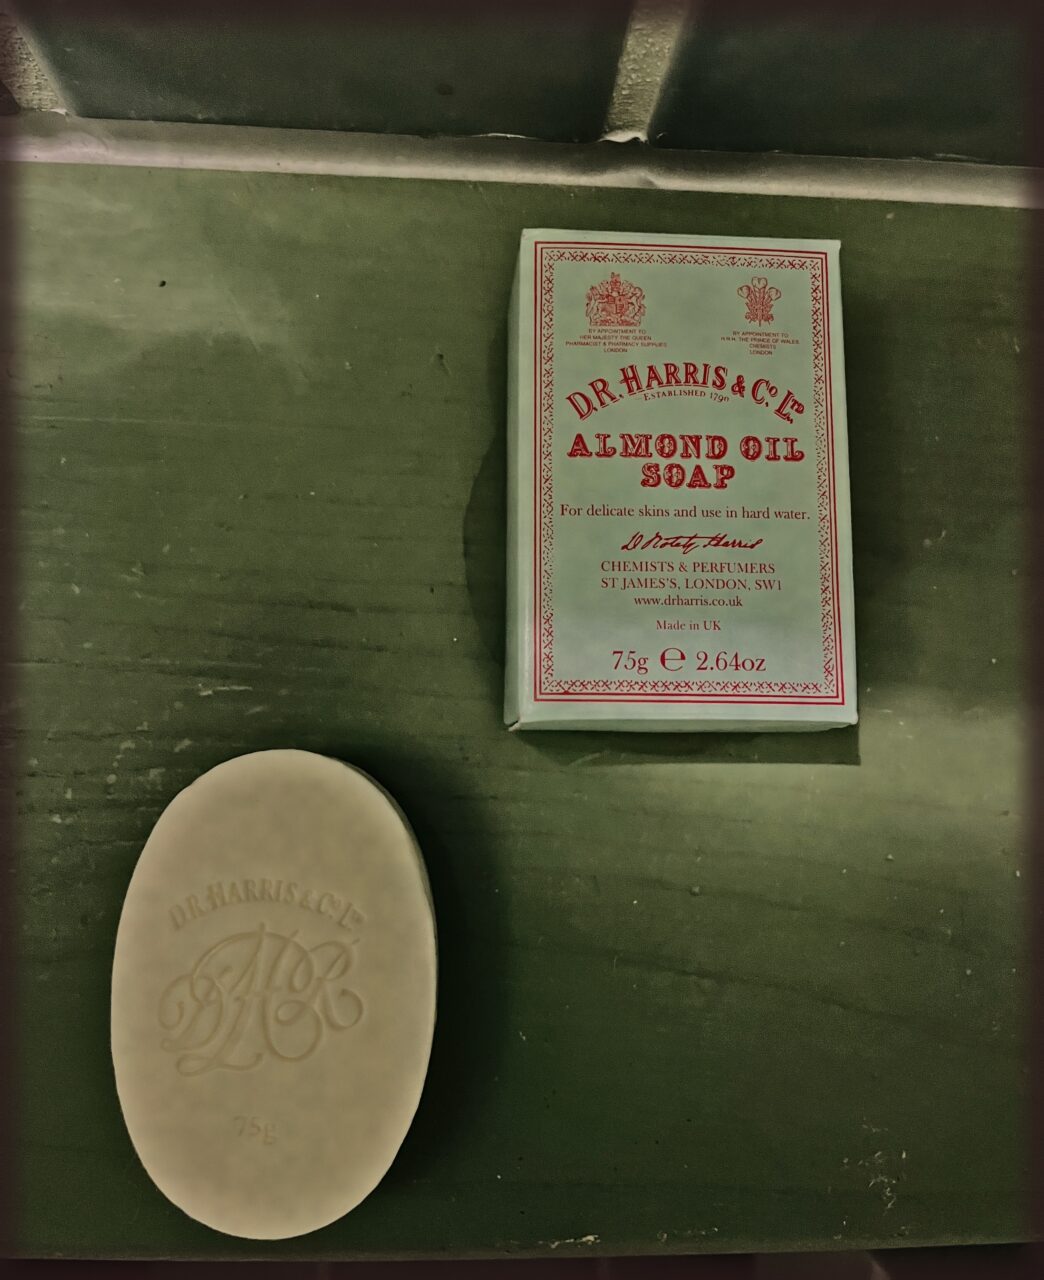 BY APPOINTMENT TO
HER MAJESTY THE QUEEN
PHARMACIST & PHARMACY SUPPLIES
LONDON
BY APPOINTMENT TO
H.R.H. THE PRINCE OF WALES
CHEMISTS
LONDON
D.R. HARRIS & Co. LTD
ESTABLISHED 1790
ALMOND OIL
SOAP
For delicate skins and use in hard water.
CHEMISTS & PERFUMERS
ST JAMES'S, LONDON, SW1
www.drharris.co.uk
Made in UK
75g ℮ 2.64oz
D.R. HARRIS & Co. LTD
75g